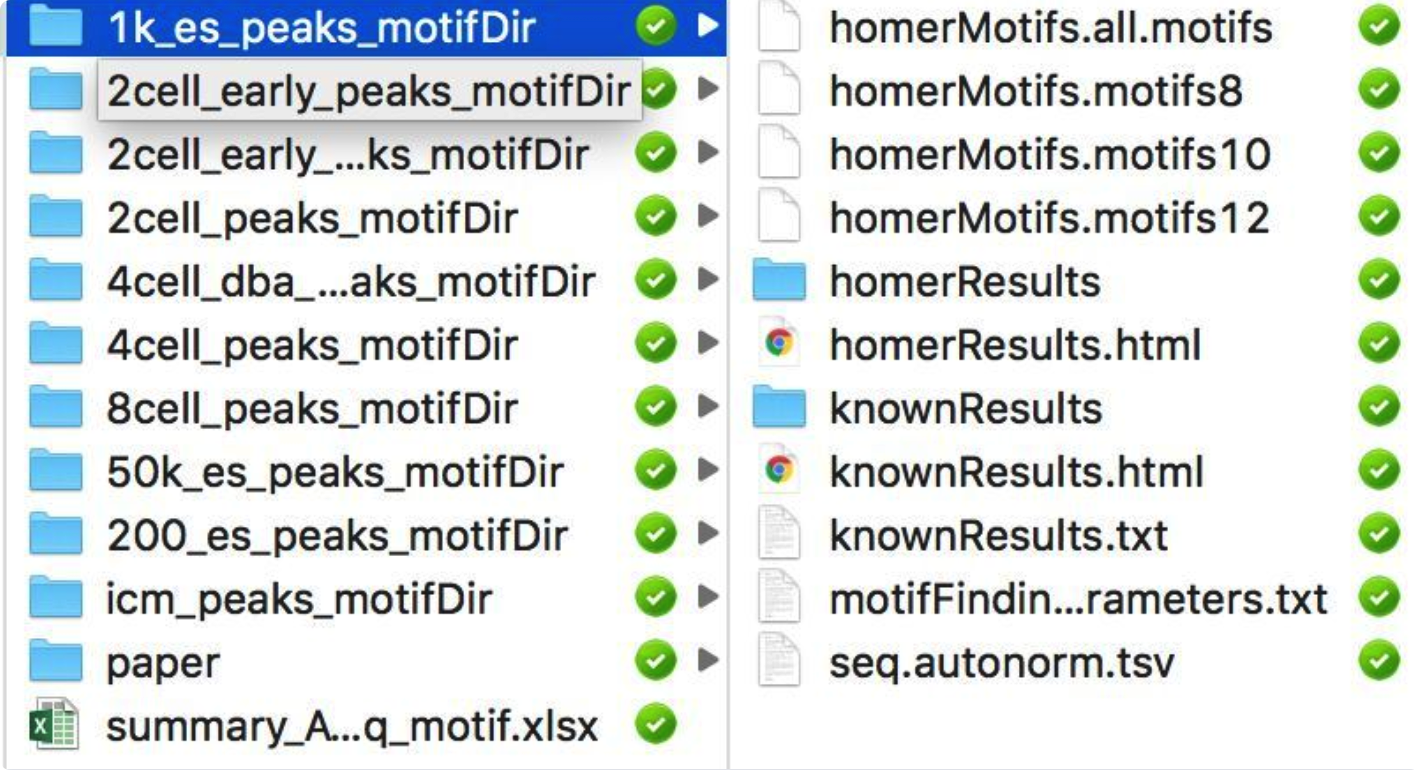 1k_es_peaks_motifDir
2cell_early_peaks_motifDir
2cell_early_...ks_motifDir
2cell_peaks_motifDir
4cell_dba_...aks_motifDir
4cell_peaks_motifDir
8cell_peaks_motifDir
50k_es_peaks_motifDir
200_es_peaks_motifDir
icm_peaks_motifDir
paper
summary_A...q_motif.xlsx
homerMotifs.all.motifs
homerMotifs.motifs8
homerMotifs.motifs10
homerMotifs.motifs12
homerResults
homerResults.html
knownResults
knownResults.html
knownResults.txt
motifFindin...rameters.txt
seq.autonorm.tsv